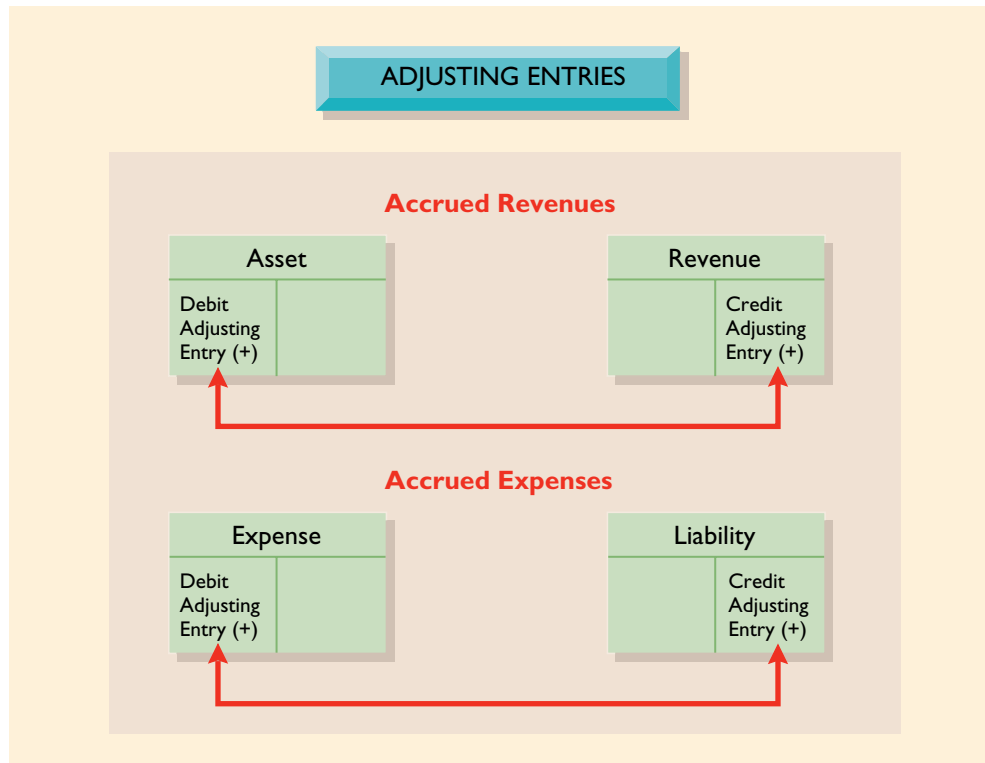 ADJUSTING ENTRIES
Accrued Revenues
Asset
Debit
Adjusting
Entry (+)
Revenue
Credit
Adjusting
Entry (+)
Accrued Expenses
Expense
Debit
Adjusting
Entry (+)
Liability
Credit
Adjusting
Entry (+)